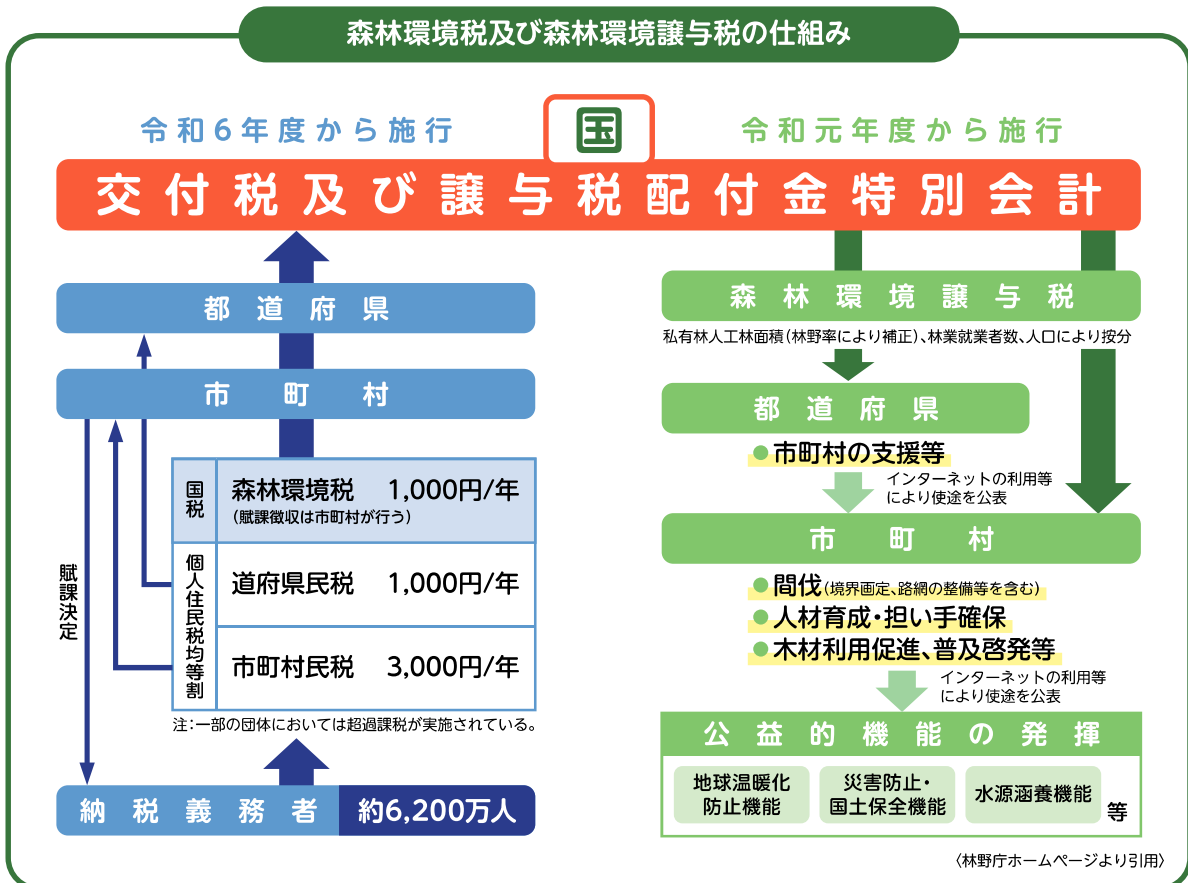 森林環境税及び森林環境譲与税の仕組み
国
令和6年度から施行
令和元年度から施行
交付税及び譲与税配付金特別会計
都道府県
市町村
国税
森林環境税 1,000円/年
(賦課徴収は市町村が行う)
個人住民税均等割
道府県民税 1,000円/年
市町村民税 3,000円/年
注:一部の団体においては超過課税が実施されている。
賦課決定
納税義務者 約6,200万人
森林環境譲与税
私有林人工林面積(林野率により補正)、林業就業者数、人口により按分
都道府県
●市町村の支援等
インターネットの利用等
により使途を公表
市町村
●間伐(境界画定、路網の整備等を含む)
●人材育成・担い手確保
●木材利用促進、普及啓発等
インターネットの利用等
により使途を公表
公益的機能の発揮
地球温暖化
防止機能
災害防止・
国土保全機能
水源涵養機能
等
〈林野庁ホームページより引用〉